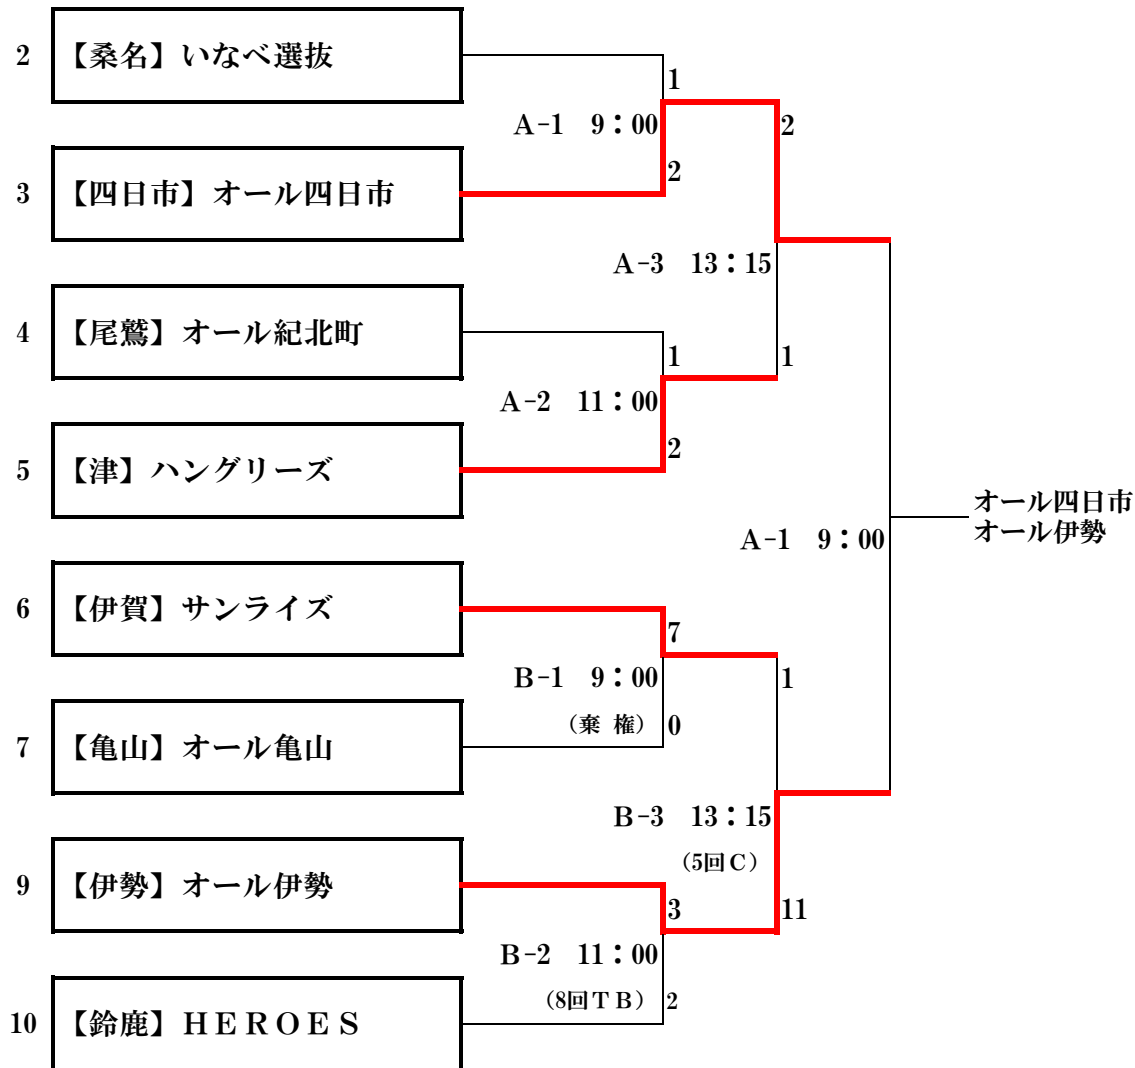 2 【桑名】いなべ選抜
1
A-1 9:00
2
2
3 【四日市】オール四日市
A-3 13:15
4 【尾鷲】オール紀北町
1
1
A-2 11:00
2
5 【津】ハングリーズ
オール四日市
オール伊勢
A-1 9:00
6 【伊賀】サンライズ
7
B-1 9:00
1
(棄 権) 0
7 【亀山】オール亀山
B-3 13:15
(5回C)
9 【伊勢】オール伊勢
3
11
B-2 11:00
(8回TB) 2
10 【鈴鹿】HEROES